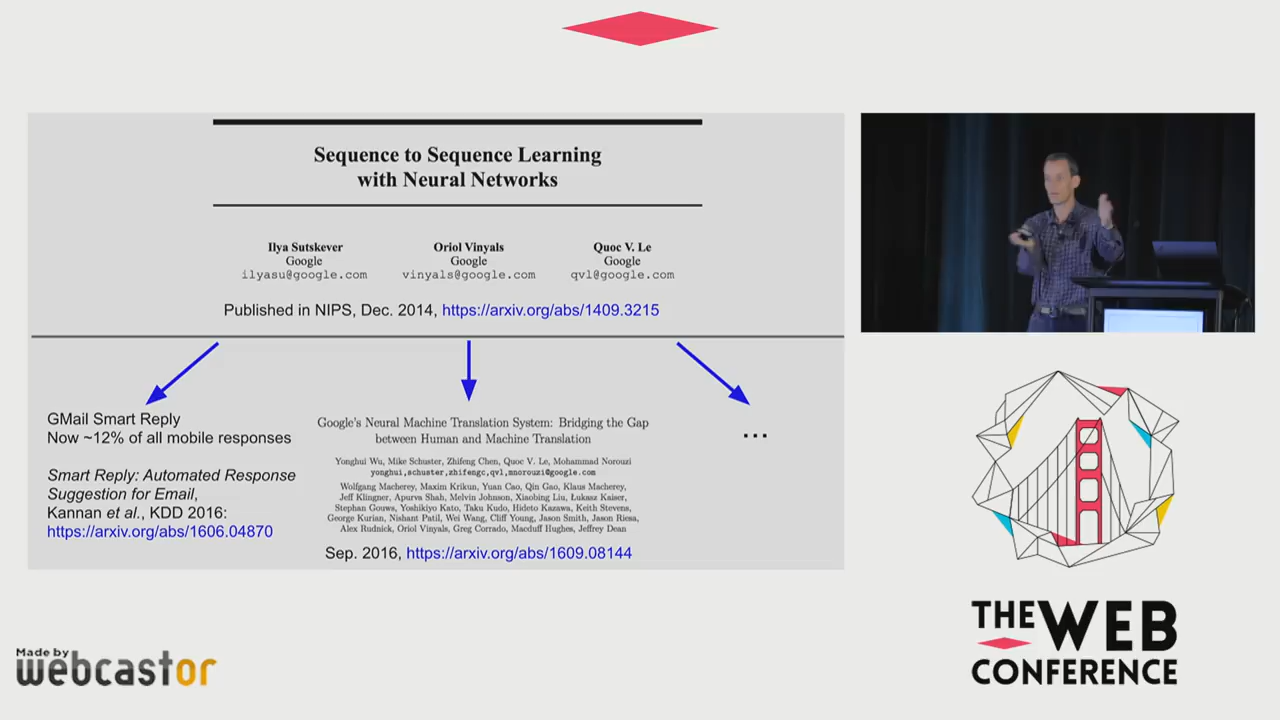 Sequence to Sequence Learning
with Neural Networks
Ilya Sutskever
Google
ilyasu@google.com
Oriol Vinyals
Google
vinyals@google.com
Quoc V. Le
Google
qvl@google.com
Published in NIPS, Dec. 2014, https://arxiv.org/abs/1409.3215
GMail Smart Reply
Now ~12% of all mobile responses
Smart Reply: Automated Response
Suggestion for Email,
Kannan et al., KDD 2016:
https://arxiv.org/abs/1606.04870
Google's Neural Machine Translation System: Bridging the Gap
between Human and Machine Translation
Yonghui Wu, Mike Schuster, Zhifeng Chen, Quoc V. Le, Mohammad Norouzi
yonghui,schuster,zhifengc,qvl,mnorouzi@google.com
Wolfgang Macherey, Maxim Krikun, Yuan Cao, Qin Gao, Klaus Macherey,
Jeff Klingner, Apurva Shah, Melvin Johnson, Xiaobing Liu, Łukasz Kaiser,
Stephan Gouws, Yoshikiyo Kato, Taku Kudo, Hideto Kazawa, Keith Stevens,
George Kurian, Nishant Patil, Wei Wang, Cliff Young, Jason Smith, Jason Riesa,
Alex Rudnick, Oriol Vinyals, Greg Corrado, Macduff Hughes, Jeffrey Dean
Sep. 2016, https://arxiv.org/abs/1609.08144
...
THE WEB
CONFERENCE
Made by
webcastor